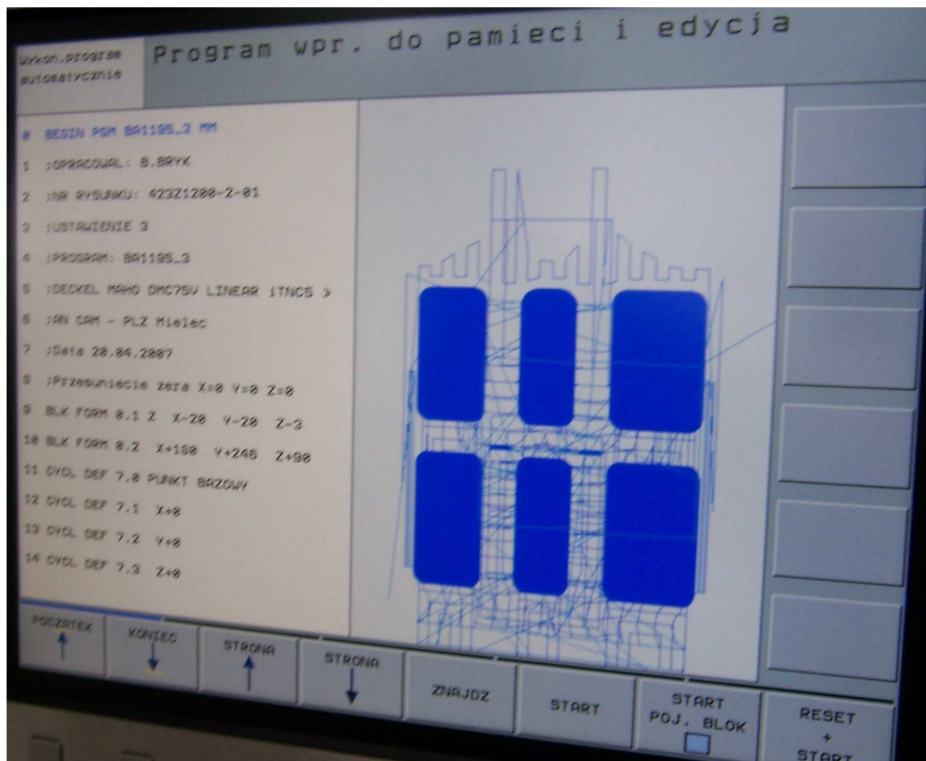 Wykon.program
automatycznie
Program wpr. do pamieci i edycja
0 BEGIN PGM BA1195_3 MM
1 ;OPRACOWAL: B.BRYK
2 ;NR RYSUNKU: 423Z1200-2-01
3 ;USTAWIENIE 3
4 ;PROGRAM: BA1195_3
5 ;DECKEL MAHO DMC75V LINEAR iTNC5 »
6 ;AN CAM - PLZ Mielec
7 ;Data 20.04.2007
8 ;Przesuniecie zera X=0 Y=0 Z=0
9 BLK FORM 0.1 Z X-20 Y-20 Z-3
10 BLK FORM 0.2 X+180 Y+246 Z+90
11 CYCL DEF 7.0 PUNKT BAZOWY
12 CYCL DEF 7.1 X+0
13 CYCL DEF 7.2 Y+0
14 CYCL DEF 7.3 Z+0
POCZATEK
KONIEC
STRONA
STRONA
ZNAJDZ
START
START
POJ. BLOK
RESET
+
START